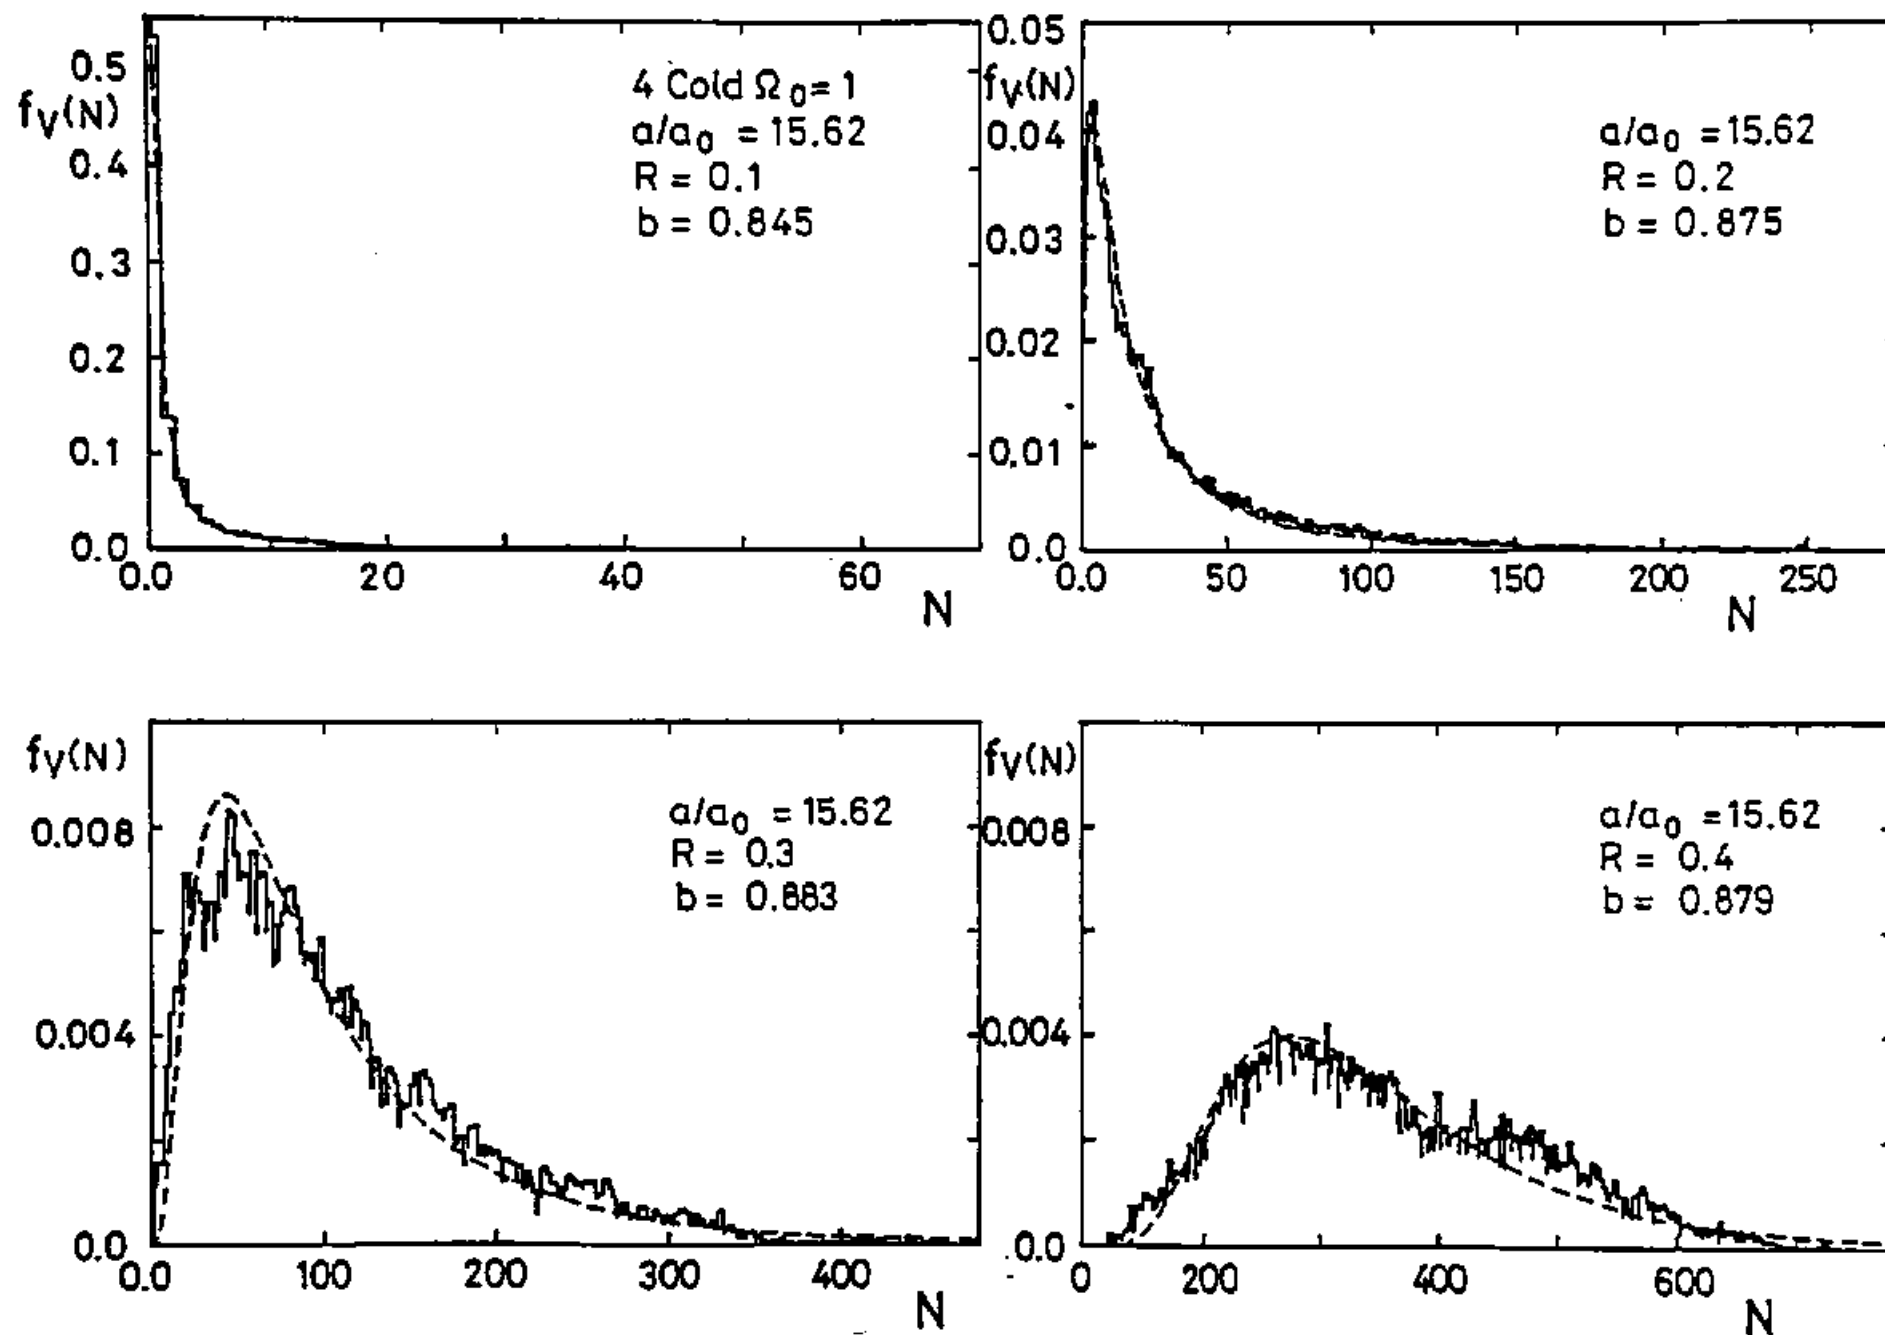 0.5
f_V(N)
0.4
0.3
0.2
0.1
0.0
4 Cold Ω₀ = 1
a/a₀ = 15.62
R = 0.1
b = 0.845
0.0 20 40 60
N
0.05
f_V(N)
0.04
0.03
0.02
0.01
0.0
a/a₀ = 15.62
R = 0.2
b = 0.875
0.0 50 100 150 200 250
N
f_V(N)
0.008
0.004
0.0
a/a₀ = 15.62
R = 0.3
b = 0.883
0.0 100 200 300 400
N
f_V(N)
0.008
0.004
0.0
a/a₀ = 15.62
R = 0.4
b = 0.879
0 200 400 600
N